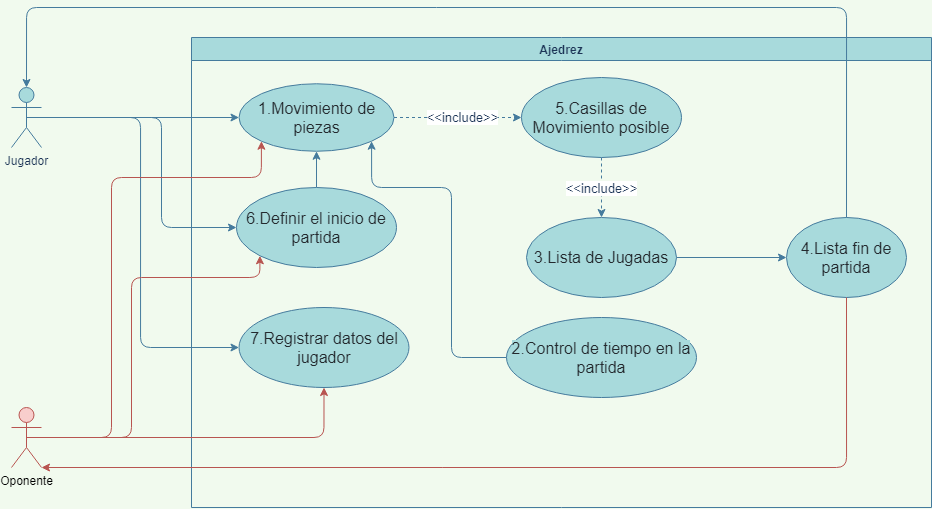 Ajedrez
Jugador
1.Movimiento de
piezas
<<include>>
5.Casillas de
Movimiento posible
<<include>>
6.Definir el inicio de
partida
3.Lista de Jugadas
4.Lista fin de
partida
7.Registrar datos del
jugador
2.Control de tiempo en la
partida
Oponente